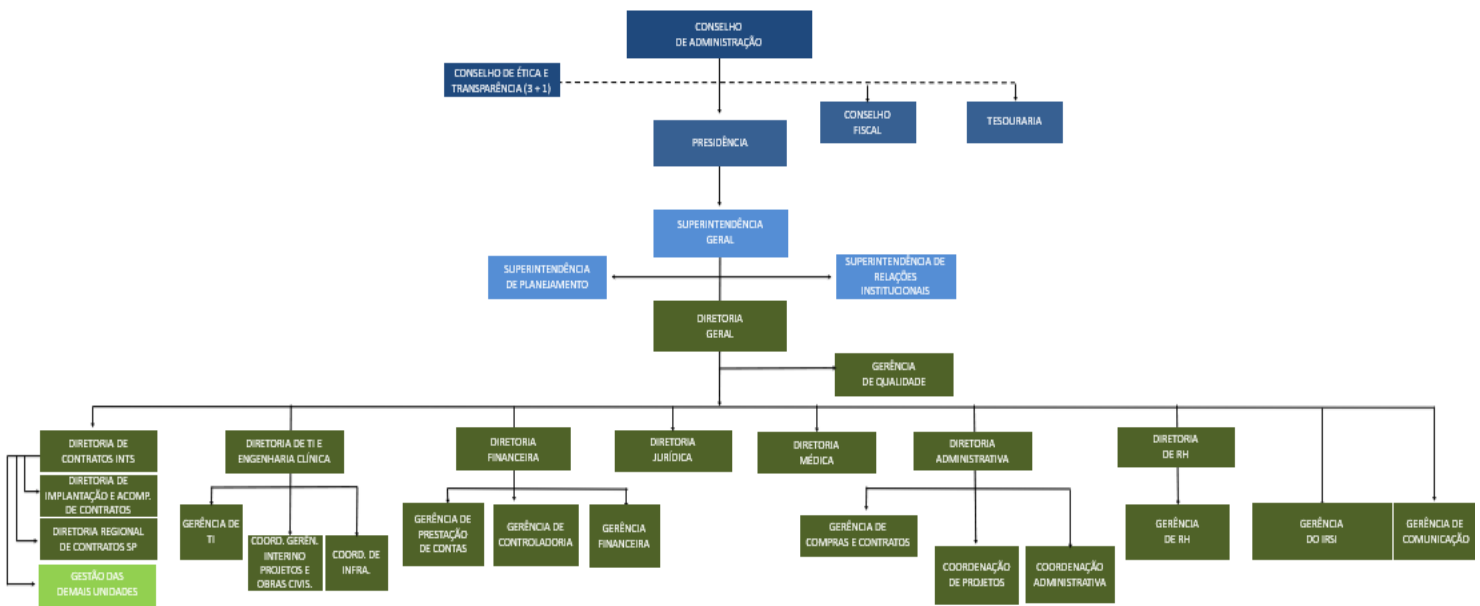 CONSELHO
DE ADMINISTRAÇÃO
CONSELHO DE ÉTICA E
TRANSPARÊNCIA (3 + 1)
CONSELHO
FISCAL
TESOURARIA
PRESIDÊNCIA
SUPERINTENDÊNCIA
GERAL
SUPERINTENDÊNCIA
DE PLANEJAMENTO
SUPERINTENDÊNCIA DE
RELAÇÕES
INSTITUCIONAIS
DIRETORIA
GERAL
GERÊNCIA
DE QUALIDADE
DIRETORIA DE
CONTRATOS INTS
DIRETORIA DE TI E
ENGENHARIA CLÍNICA
DIRETORIA
FINANCEIRA
DIRETORIA
JURÍDICA
DIRETORIA
MÉDICA
DIRETORIA
ADMINISTRATIVA
DIRETORIA
DE RH
DIRETORIA DE
IMPLANTAÇÃO E ACOMP.
DE CONTRATOS
DIRETORIA REGIONAL
DE CONTRATOS SP
GESTÃO DAS
DEMAIS UNIDADES
GERÊNCIA DE
TI
COORD. GERÊN.
INTERINO
PROJETOS E
OBRAS CIVIS.
COORD. DE
INFRA.
GERÊNCIA DE
PRESTAÇÃO
DE CONTAS
GERÊNCIA DE
CONTROLADORIA
GERÊNCIA
FINANCEIRA
GERÊNCIA DE
COMPRAS E CONTRATOS
COORDENAÇÃO
DE PROJETOS
COORDENAÇÃO
ADMINISTRATIVA
GERÊNCIA
DE RH
GERÊNCIA
DO IRSI
GERÊNCIA DE
COMUNICAÇÃO